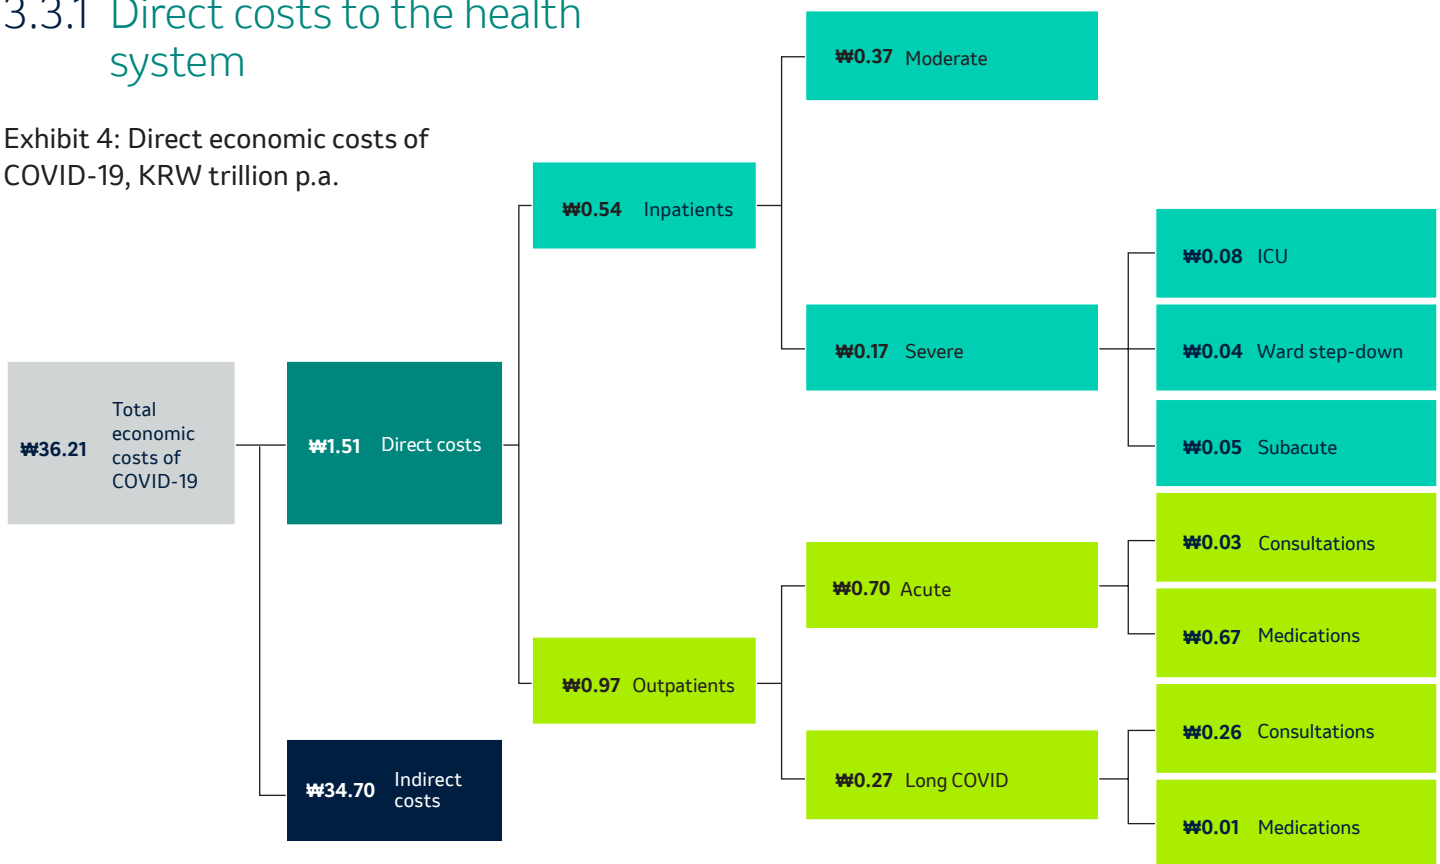 3.3.1 Direct costs to the health
system
Exhibit 4: Direct economic costs of
COVID-19, KRW trillion p.a.
₩36.21 Total
economic
costs of
COVID-19
₩1.51 Direct costs
₩34.70 Indirect
costs
₩0.54 Inpatients
₩0.97 Outpatients
₩0.37 Moderate
₩0.17 Severe
₩0.70 Acute
₩0.27 Long COVID
₩0.08 ICU
₩0.04 Ward step-down
₩0.05 Subacute
₩0.03 Consultations
₩0.67 Medications
₩0.26 Consultations
₩0.01 Medications